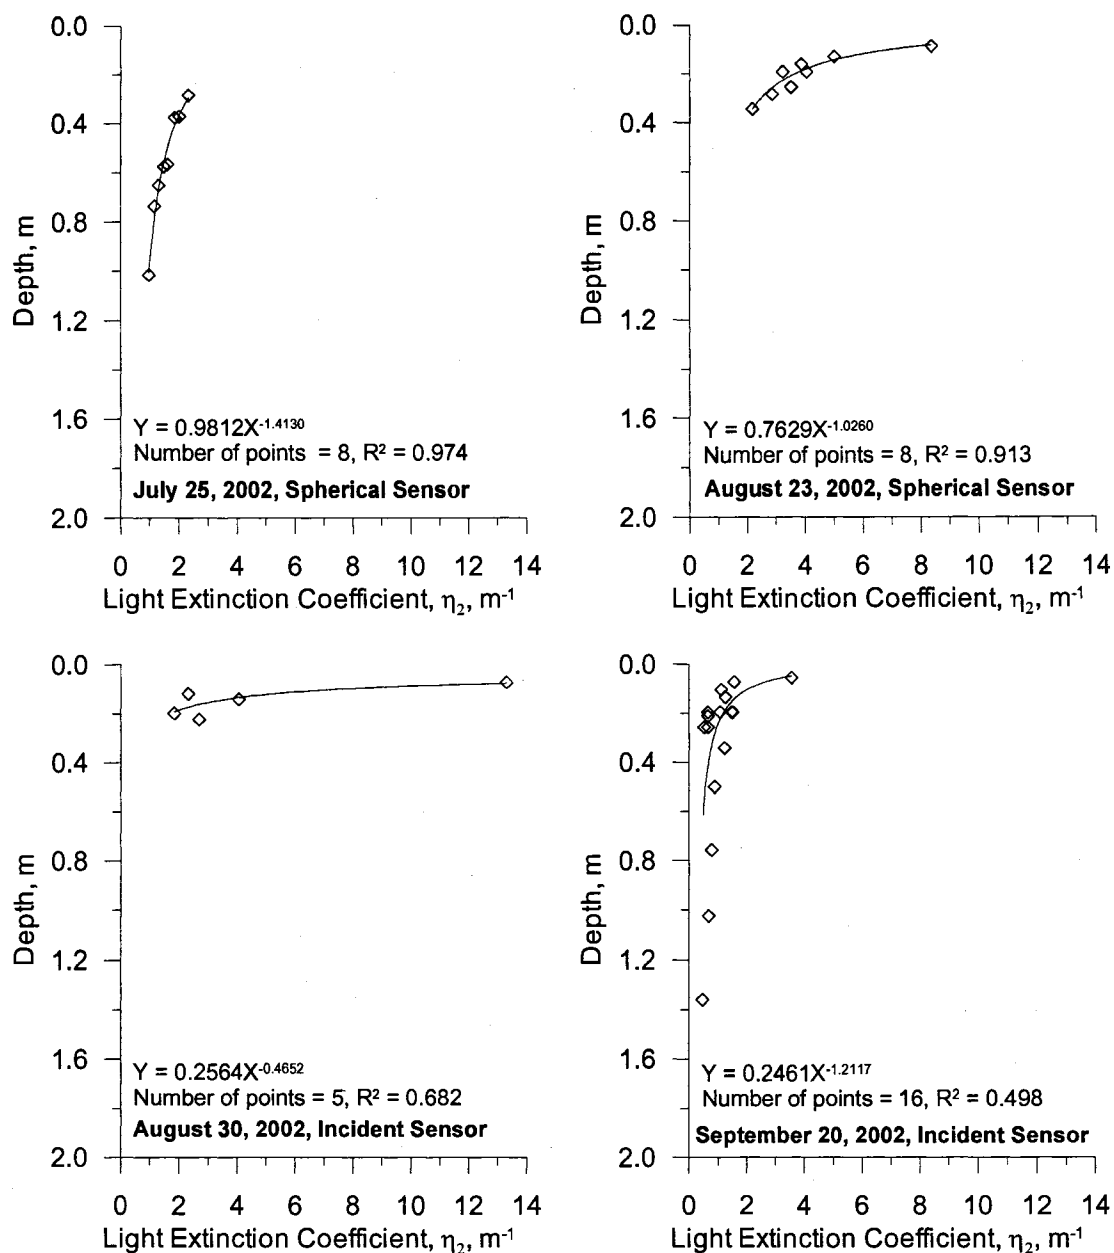 0.0
0.4
0.8
1.2
1.6
2.0
Depth, m
Y = 0.9812X^-1.4130
Number of points = 8, R² = 0.974
July 25, 2002, Spherical Sensor
0 2 4 6 8 10 12 14
Light Extinction Coefficient, η₂, m⁻¹
0.0
0.4
0.8
1.2
1.6
2.0
Depth, m
Y = 0.7629X^-1.0260
Number of points = 8, R² = 0.913
August 23, 2002, Spherical Sensor
0 2 4 6 8 10 12 14
Light Extinction Coefficient, η₂, m⁻¹
0.0
0.4
0.8
1.2
1.6
2.0
Depth, m
Y = 0.2564X^-0.4652
Number of points = 5, R² = 0.682
August 30, 2002, Incident Sensor
0 2 4 6 8 10 12 14
Light Extinction Coefficient, η₂, m⁻¹
0.0
0.4
0.8
1.2
1.6
2.0
Depth, m
Y = 0.2461X^-1.2117
Number of points = 16, R² = 0.498
September 20, 2002, Incident Sensor
0 2 4 6 8 10 12 14
Light Extinction Coefficient, η₂, m⁻¹